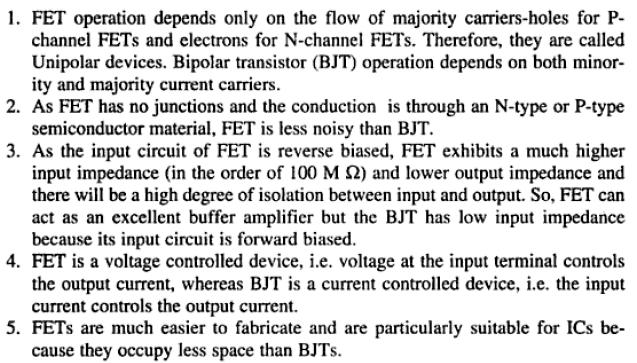 1. FET operation depends only on the flow of majority carriers-holes for P-
channel FETs and electrons for N-channel FETs. Therefore, they are called
Unipolar devices. Bipolar transistor (BJT) operation depends on both minor-
ity and majority current carriers.
2. As FET has no junctions and the conduction is through an N-type or P-type
semiconductor material, FET is less noisy than BJT.
3. As the input circuit of FET is reverse biased, FET exhibits a much higher
input impedance (in the order of 100 M Ω) and lower output impedance and
there will be a high degree of isolation between input and output. So, FET can
act as an excellent buffer amplifier but the BJT has low input impedance
because its input circuit is forward biased.
4. FET is a voltage controlled device, i.e. voltage at the input terminal controls
the output current, whereas BJT is a current controlled device, i.e. the input
current controls the output current.
5. FETs are much easier to fabricate and are particularly suitable for ICs be-
cause they occupy less space than BJTs.